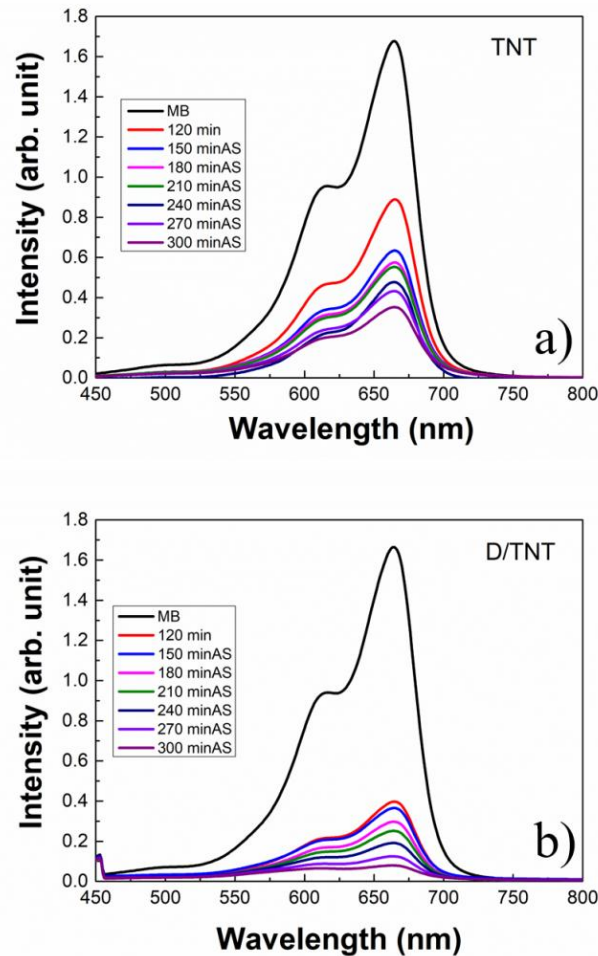 TNT
MB
120 min
150 minAS
180 minAS
210 minAS
240 minAS
270 minAS
300 minAS
Intensity (arb. unit)
1.8
1.6
1.4
1.2
1.0
0.8
0.6
0.4
0.2
0.0
a)
450 500 550 600 650 700 750 800
Wavelength (nm)
D/TNT
MB
120 min
150 minAS
180 minAS
210 minAS
240 minAS
270 minAS
300 minAS
Intensity (arb. unit)
1.8
1.6
1.4
1.2
1.0
0.8
0.6
0.4
0.2
0.0
b)
450 500 550 600 650 700 750 800
Wavelength (nm)